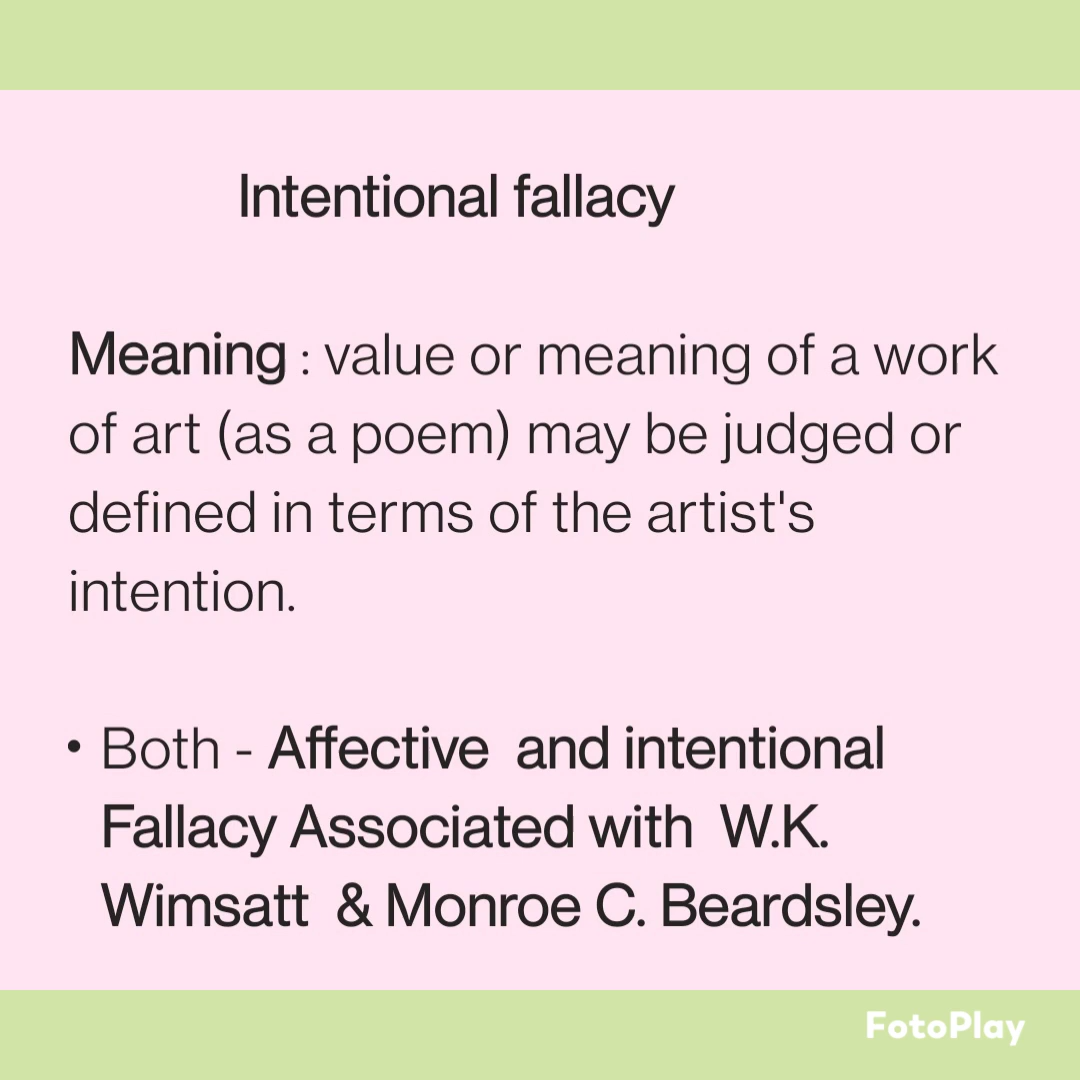 Intentional fallacy
Meaning : value or meaning of a work
of art (as a poem) may be judged or
defined in terms of the artist's
intention.
• Both - Affective and intentional
Fallacy Associated with W.K.
Wimsatt & Monroe C. Beardsley.
FotoPlay